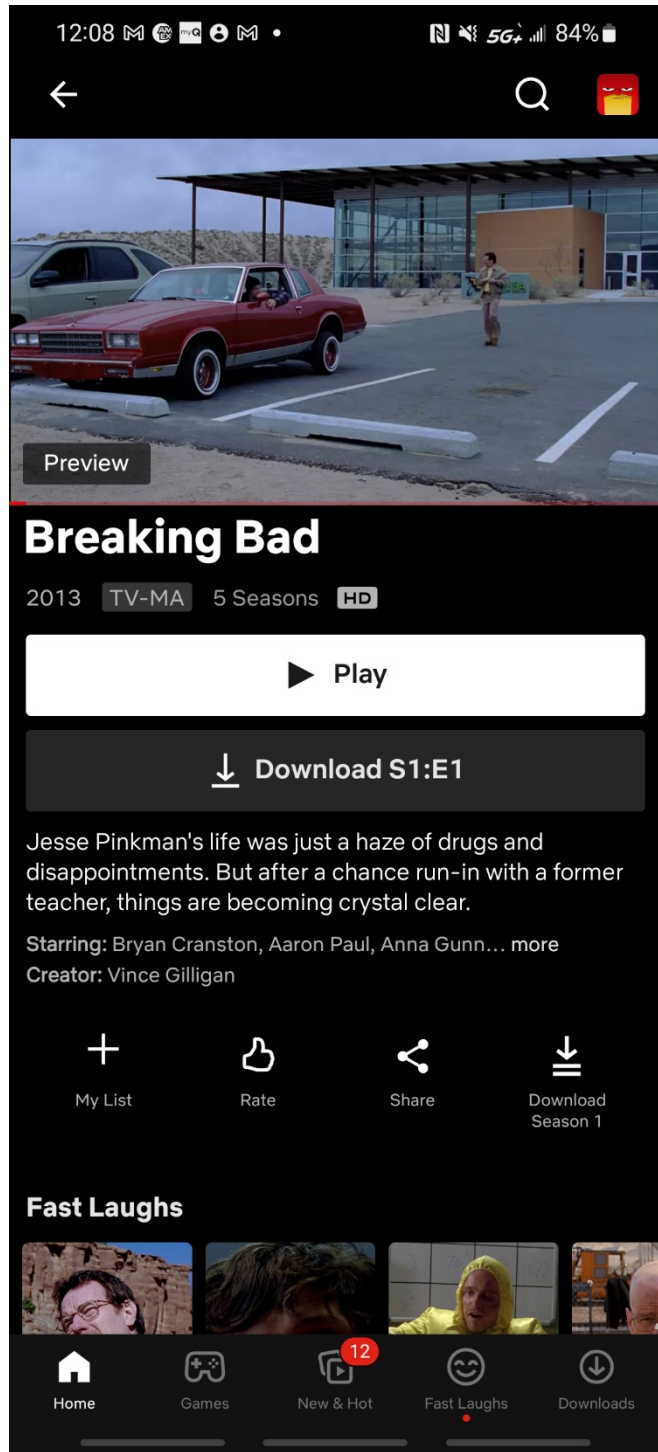 12:08
5G+ 84%
Preview
Breaking Bad
2013 TV-MA 5 Seasons HD
Play
Download S1:E1
Jesse Pinkman's life was just a haze of drugs and
disappointments. But after a chance run-in with a former
teacher, things are becoming crystal clear.
Starring: Bryan Cranston, Aaron Paul, Anna Gunn... more
Creator: Vince Gilligan
My List
Rate
Share
Download
Season 1
Fast Laughs
12
Home
Games
New & Hot
Fast Laughs
Downloads